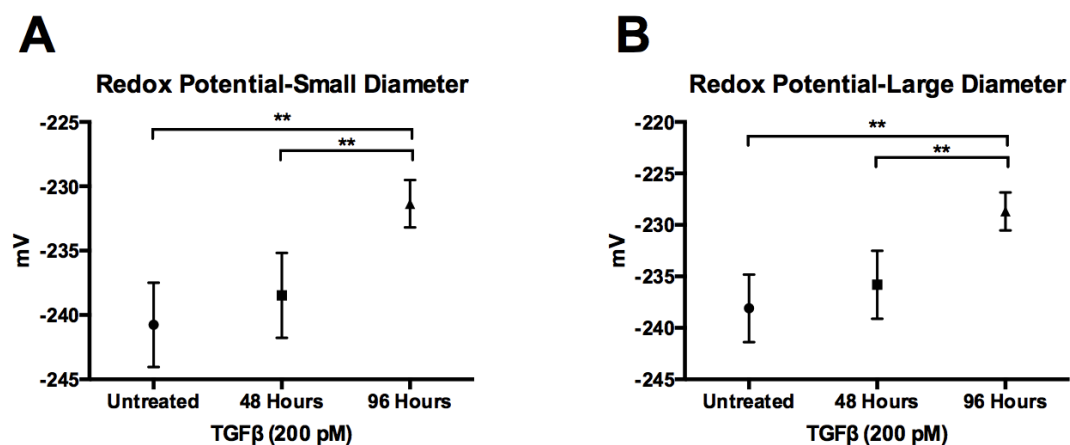 A
Redox Potential-Small Diameter
-225
-230
-235
-240
-245
mV
**
**
Untreated
48 Hours
96 Hours
TGFβ (200 pM)
B
Redox Potential-Large Diameter
-220
-225
-230
-235
-240
-245
mV
**
**
Untreated
48 Hours
96 Hours
TGFβ (200 pM)